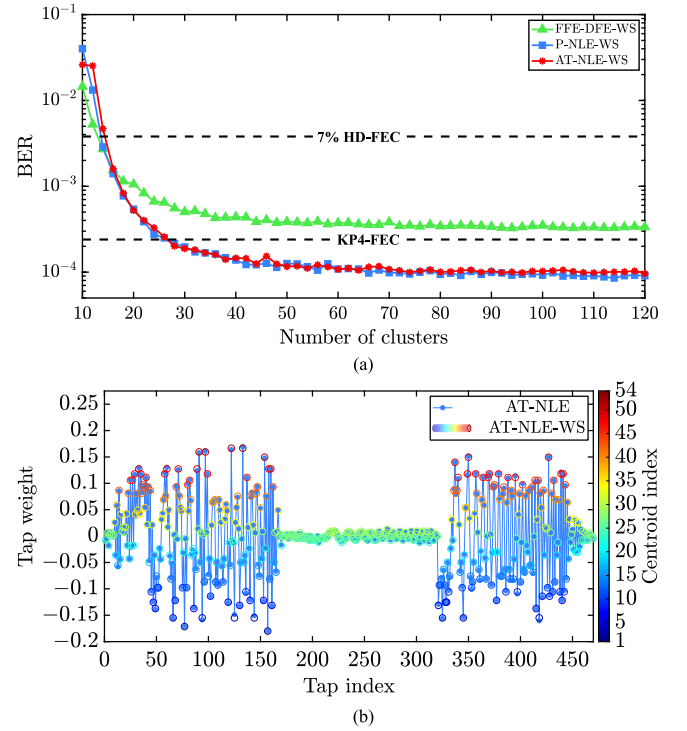 10⁻¹
10⁻²
10⁻³
10⁻⁴
BER
FFE-DFE-WS
P-NLE-WS
AT-NLE-WS
7% HD-FEC
KP4-FEC
10 20 30 40 50 60 70 80 90 100 110 120
Number of clusters
(a)
0.25
0.2
0.15
0.1
0.05
0
−0.05
−0.1
−0.15
−0.2
Tap weight
AT-NLE
AT-NLE-WS
0 50 100 150 200 250 300 350 400 450
Tap index
54
50
45
40
35
30
25
20
15
10
5
1
Centroid index
(b)